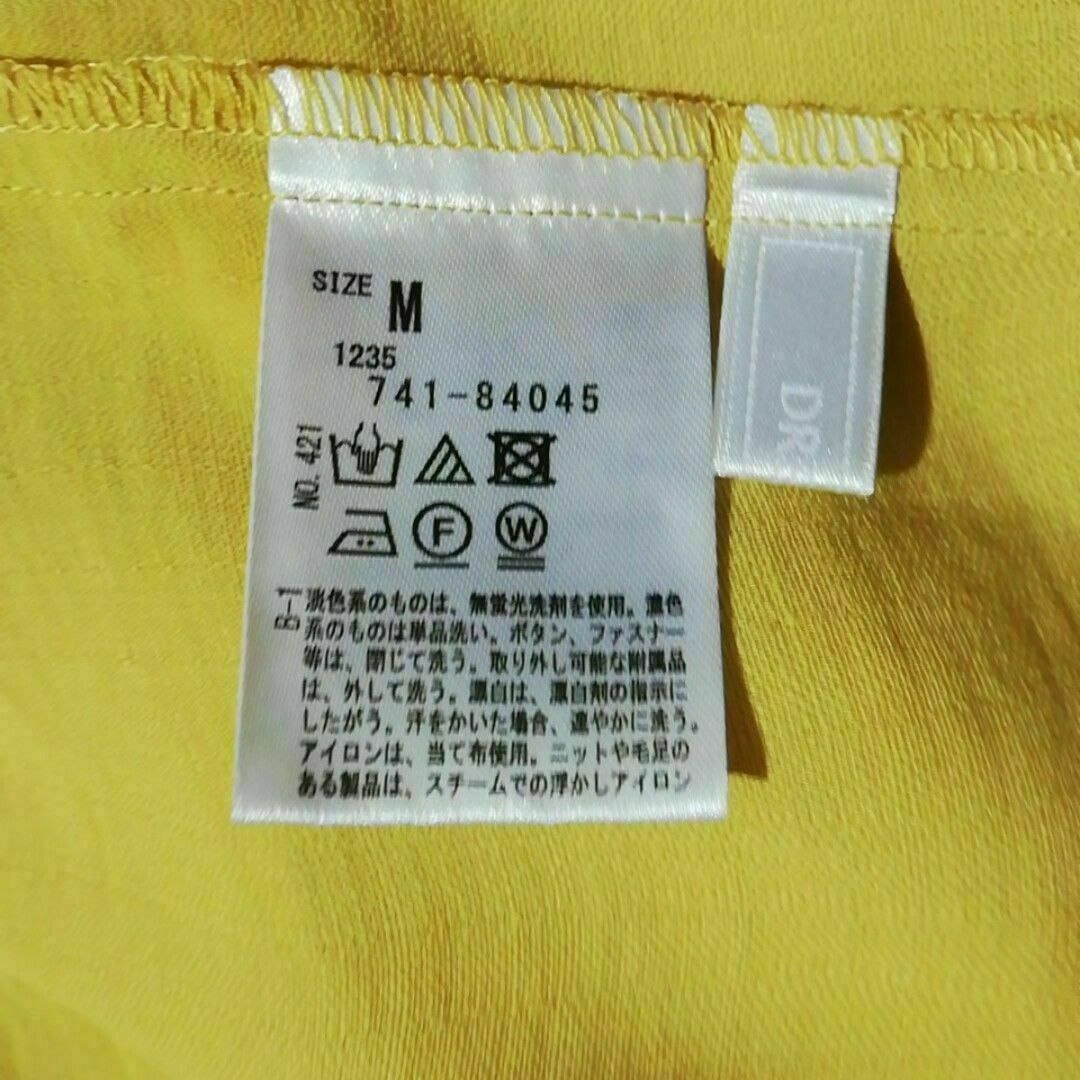 SIZE M
1235
741-84045
NO. 421
F W
B-1
淡色系のものは、無蛍光洗剤を使用。濃色
系のものは単品洗い。ボタン、ファスナー
等は、閉じて洗う。取り外し可能な附属品
は、外して洗う。漂白は、漂白剤の指示に
したがう。汗をかいた場合、速やかに洗う。
アイロンは、当て布使用。ニットや毛足の
ある製品は、スチームでの浮かしアイロン
DR